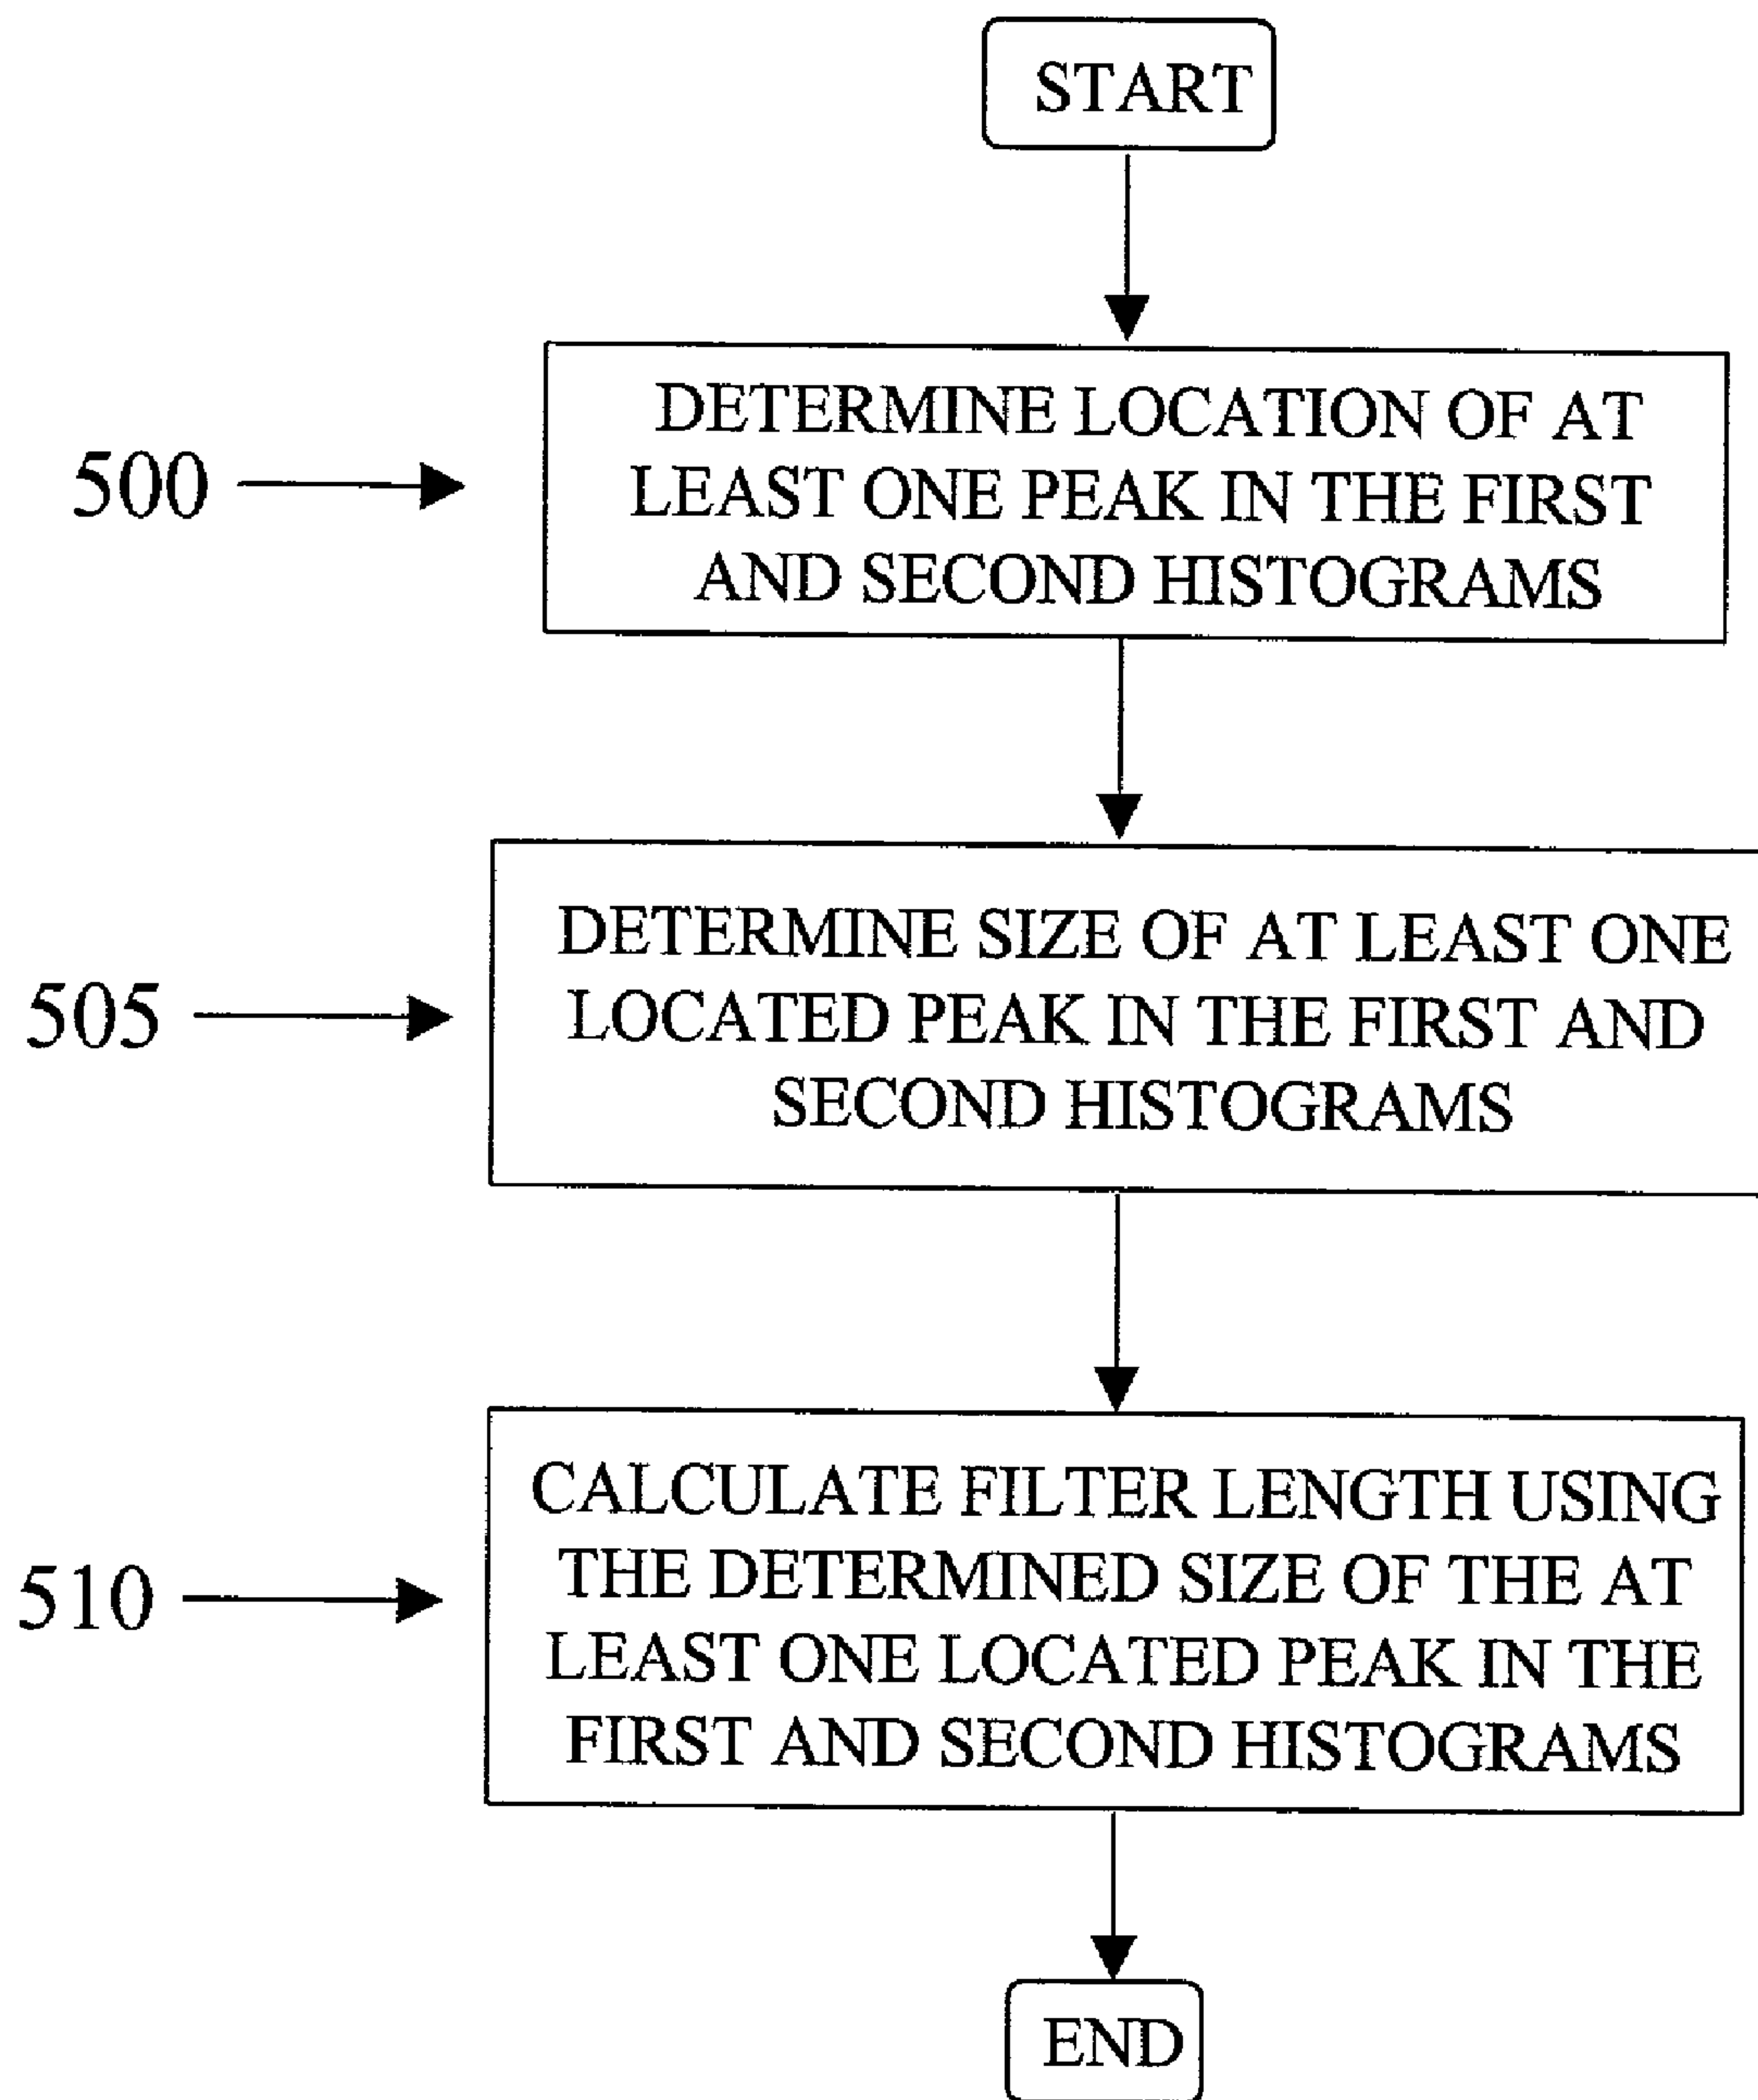 START
500
DETERMINE LOCATION OF AT
LEAST ONE PEAK IN THE FIRST
AND SECOND HISTOGRAMS
505
DETERMINE SIZE OF AT LEAST ONE
LOCATED PEAK IN THE FIRST AND
SECOND HISTOGRAMS
510
CALCULATE FILTER LENGTH USING
THE DETERMINED SIZE OF THE AT
LEAST ONE LOCATED PEAK IN THE
FIRST AND SECOND HISTOGRAMS
END